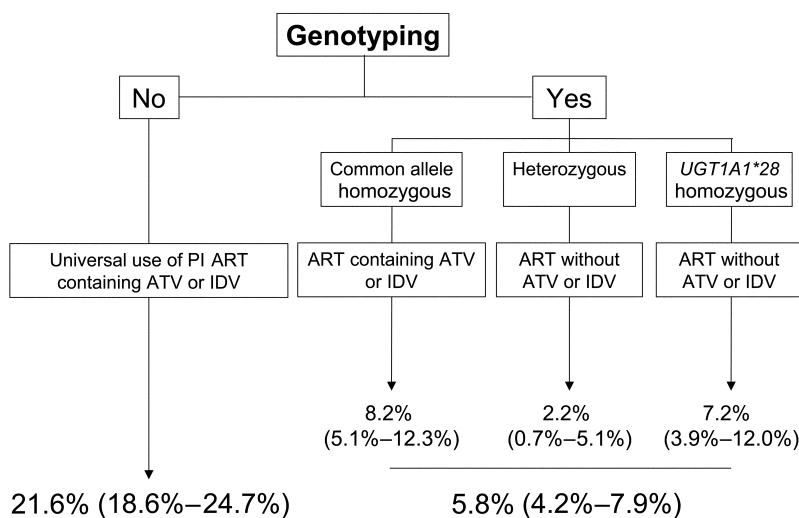 Genotyping
No
Yes
Common allele
homozygous
Heterozygous
UGT1A1*28
homozygous
Universal use of PI ART
containing ATV or IDV
ART containing ATV
or IDV
ART without
ATV or IDV
ART without
ATV or IDV
8.2%
(5.1%–12.3%)
2.2%
(0.7%–5.1%)
7.2%
(3.9%–12.0%)
21.6% (18.6%–24.7%)
5.8% (4.2%–7.9%)